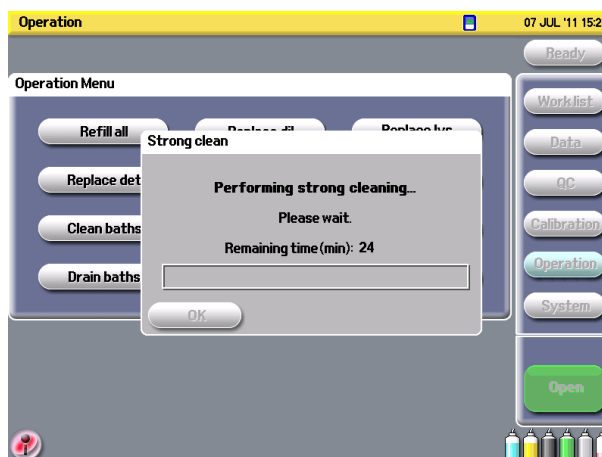 Operation
07 JUL '11 15:2
Ready
Operation Menu
Refill all
Worklist
Strong clean
Data
Replace det
Performing strong cleaning...
QC
Clean baths
Please wait.
Calibration
Remaining time(min): 24
Drain baths
Operation
OK
System
Open